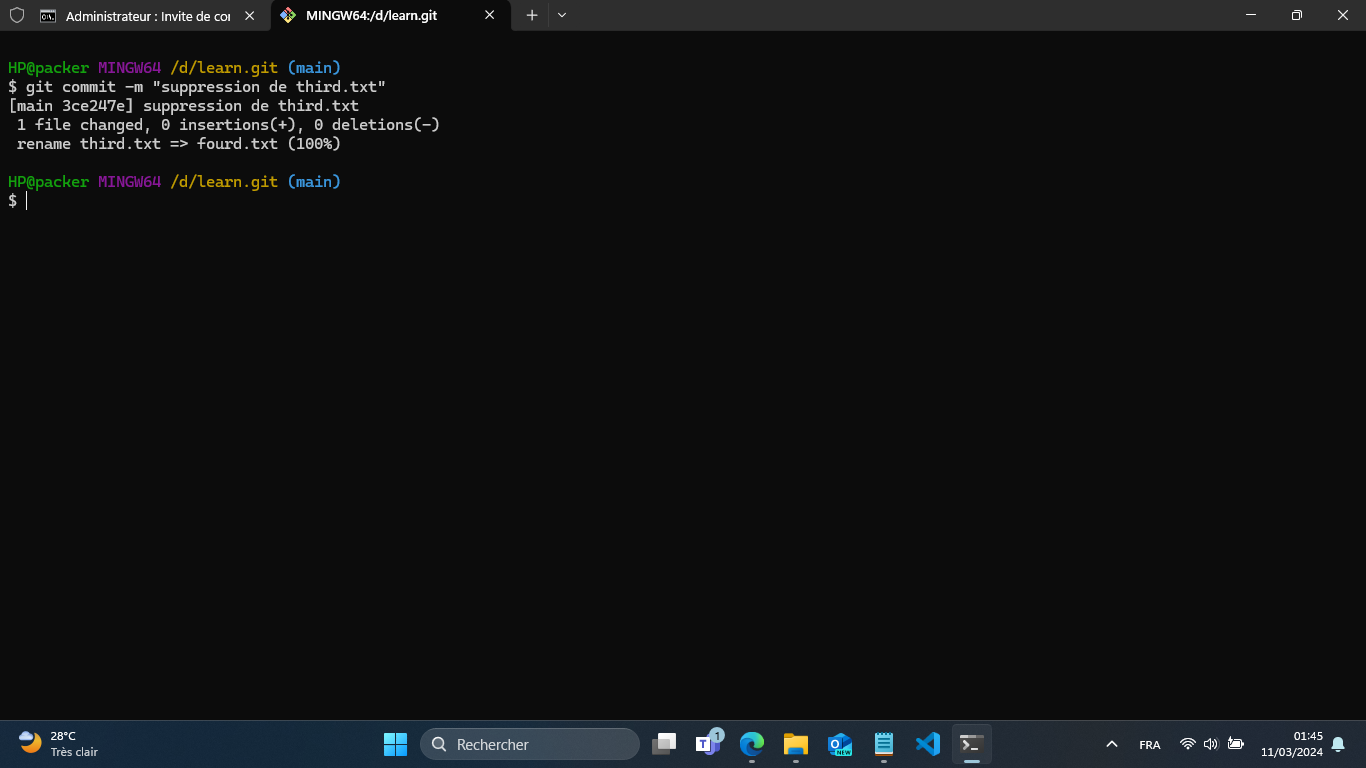 Administrateur : Invite de cor
MINGW64:/d/learn.git
HP@packer MINGW64 /d/learn.git (main)
$ git commit -m "suppression de third.txt"
[main 3ce247e] suppression de third.txt
 1 file changed, 0 insertions(+), 0 deletions(-)
 rename third.txt => fourd.txt (100%)
HP@packer MINGW64 /d/learn.git (main)
$
28°C
Très clair
Rechercher
1
NEW
FRA
01:45
11/03/2024